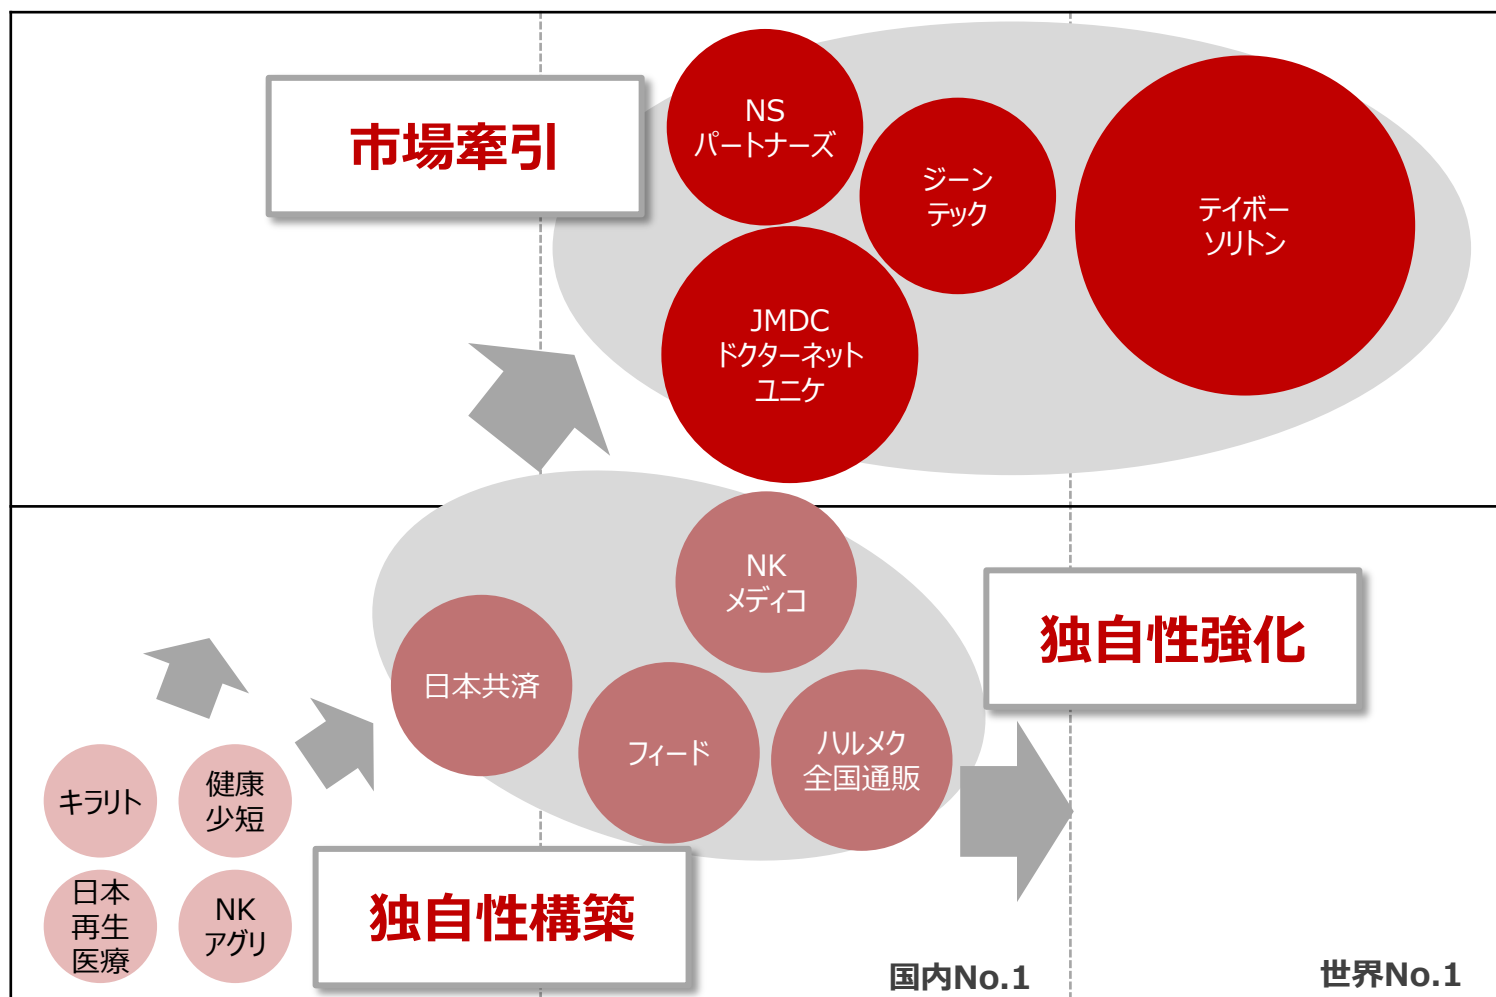 市場牽引
NS
パートナーズ
ジーン
テック
テイボー
ソリトン
JMDC
ドクターネット
ユニケ
NK
メディコ
独自性強化
日本共済
フィード
ハルメク
全国通販
キラリト
健康
少短
日本
再生
医療
NK
アグリ
独自性構築
国内No.1
世界No.1